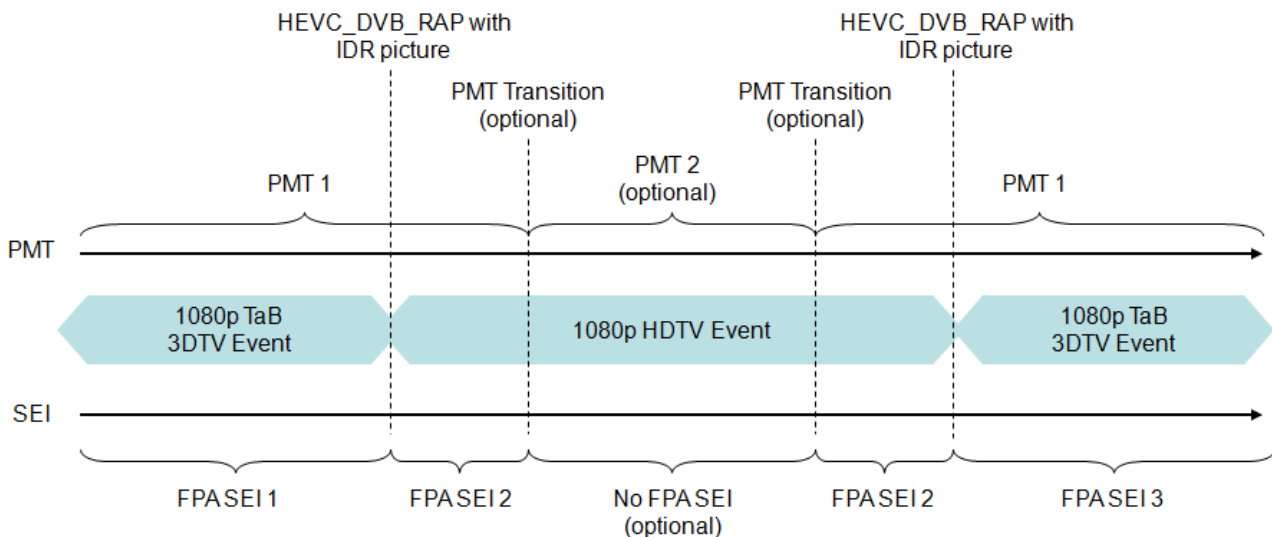 HEVC_DVB_RAP with
IDR picture
HEVC_DVB_RAP with
IDR picture
PMT Transition
(optional)
PMT Transition
(optional)
PMT 1
PMT 2
(optional)
PMT 1
PMT
1080p TaB
3DTV Event
1080p HDTV Event
1080p TaB
3DTV Event
SEI
FPA SEI 1
FPA SEI 2
No FPA SEI
(optional)
FPA SEI 2
FPA SEI 3